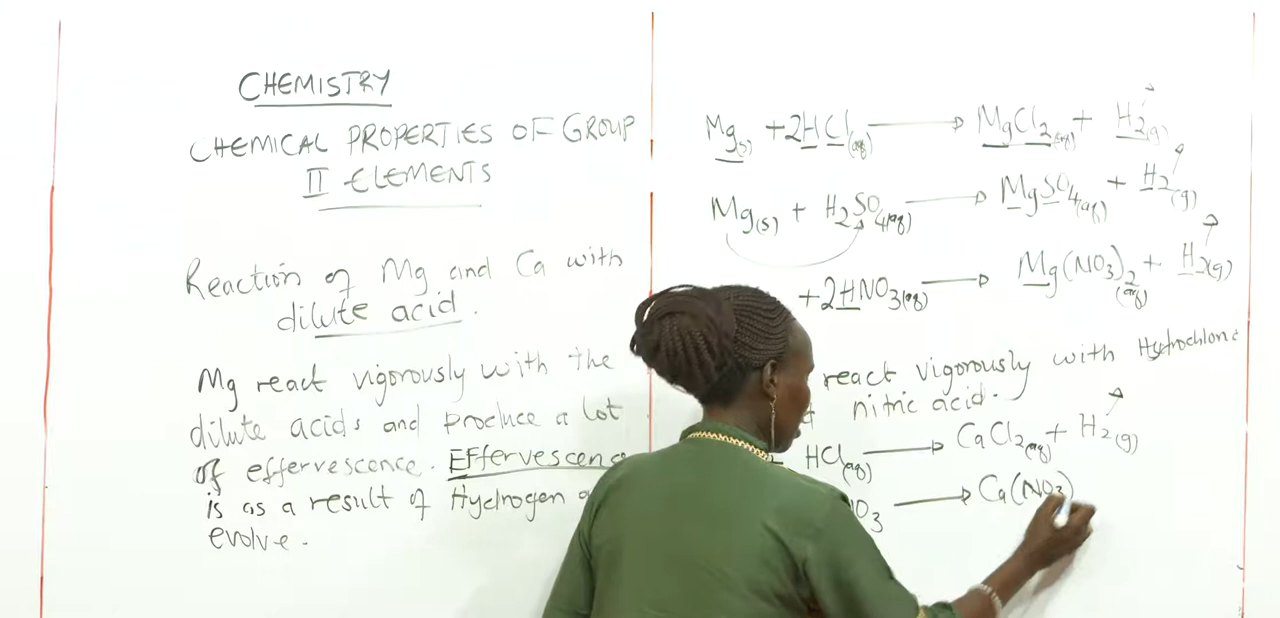 CHEMISTRY
CHEMICAL PROPERTIES OF GROUP
II ELEMENTS
Reaction of Mg and Ca with
dilute acid.
Mg react vigorously with the
dilute acids and produce a lot
of effervescence. Effervescenc
is as a result of Hydrogen
evolve.
Mg(s) + 2HCl(aq) → MgCl2(aq) + H2(g)
Mg(s) + H2SO4(aq) → MgSO4(aq) + H2(g)
+ 2HNO3(aq) → Mg(NO3)2(aq) + H2(g)
react vigorously with Hydrochloric
nitric acid.
HCl(aq) → CaCl2(aq) + H2(g)
NO3 → Ca(NO3)